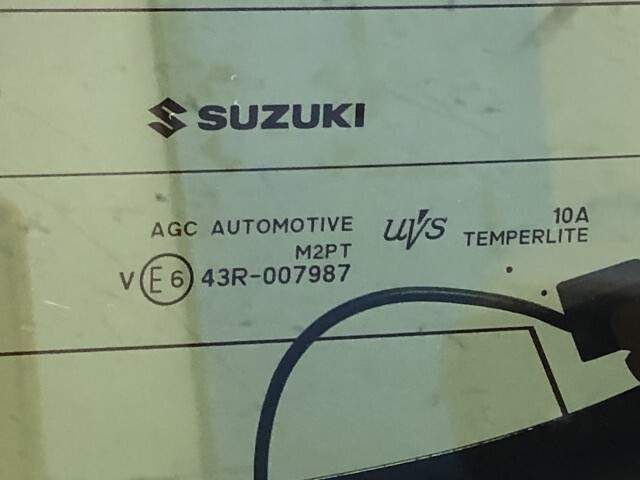 SUZUKI
AGC AUTOMOTIVE
M2PT
V E6 43R-007987
UVS
10A
TEMPERLITE